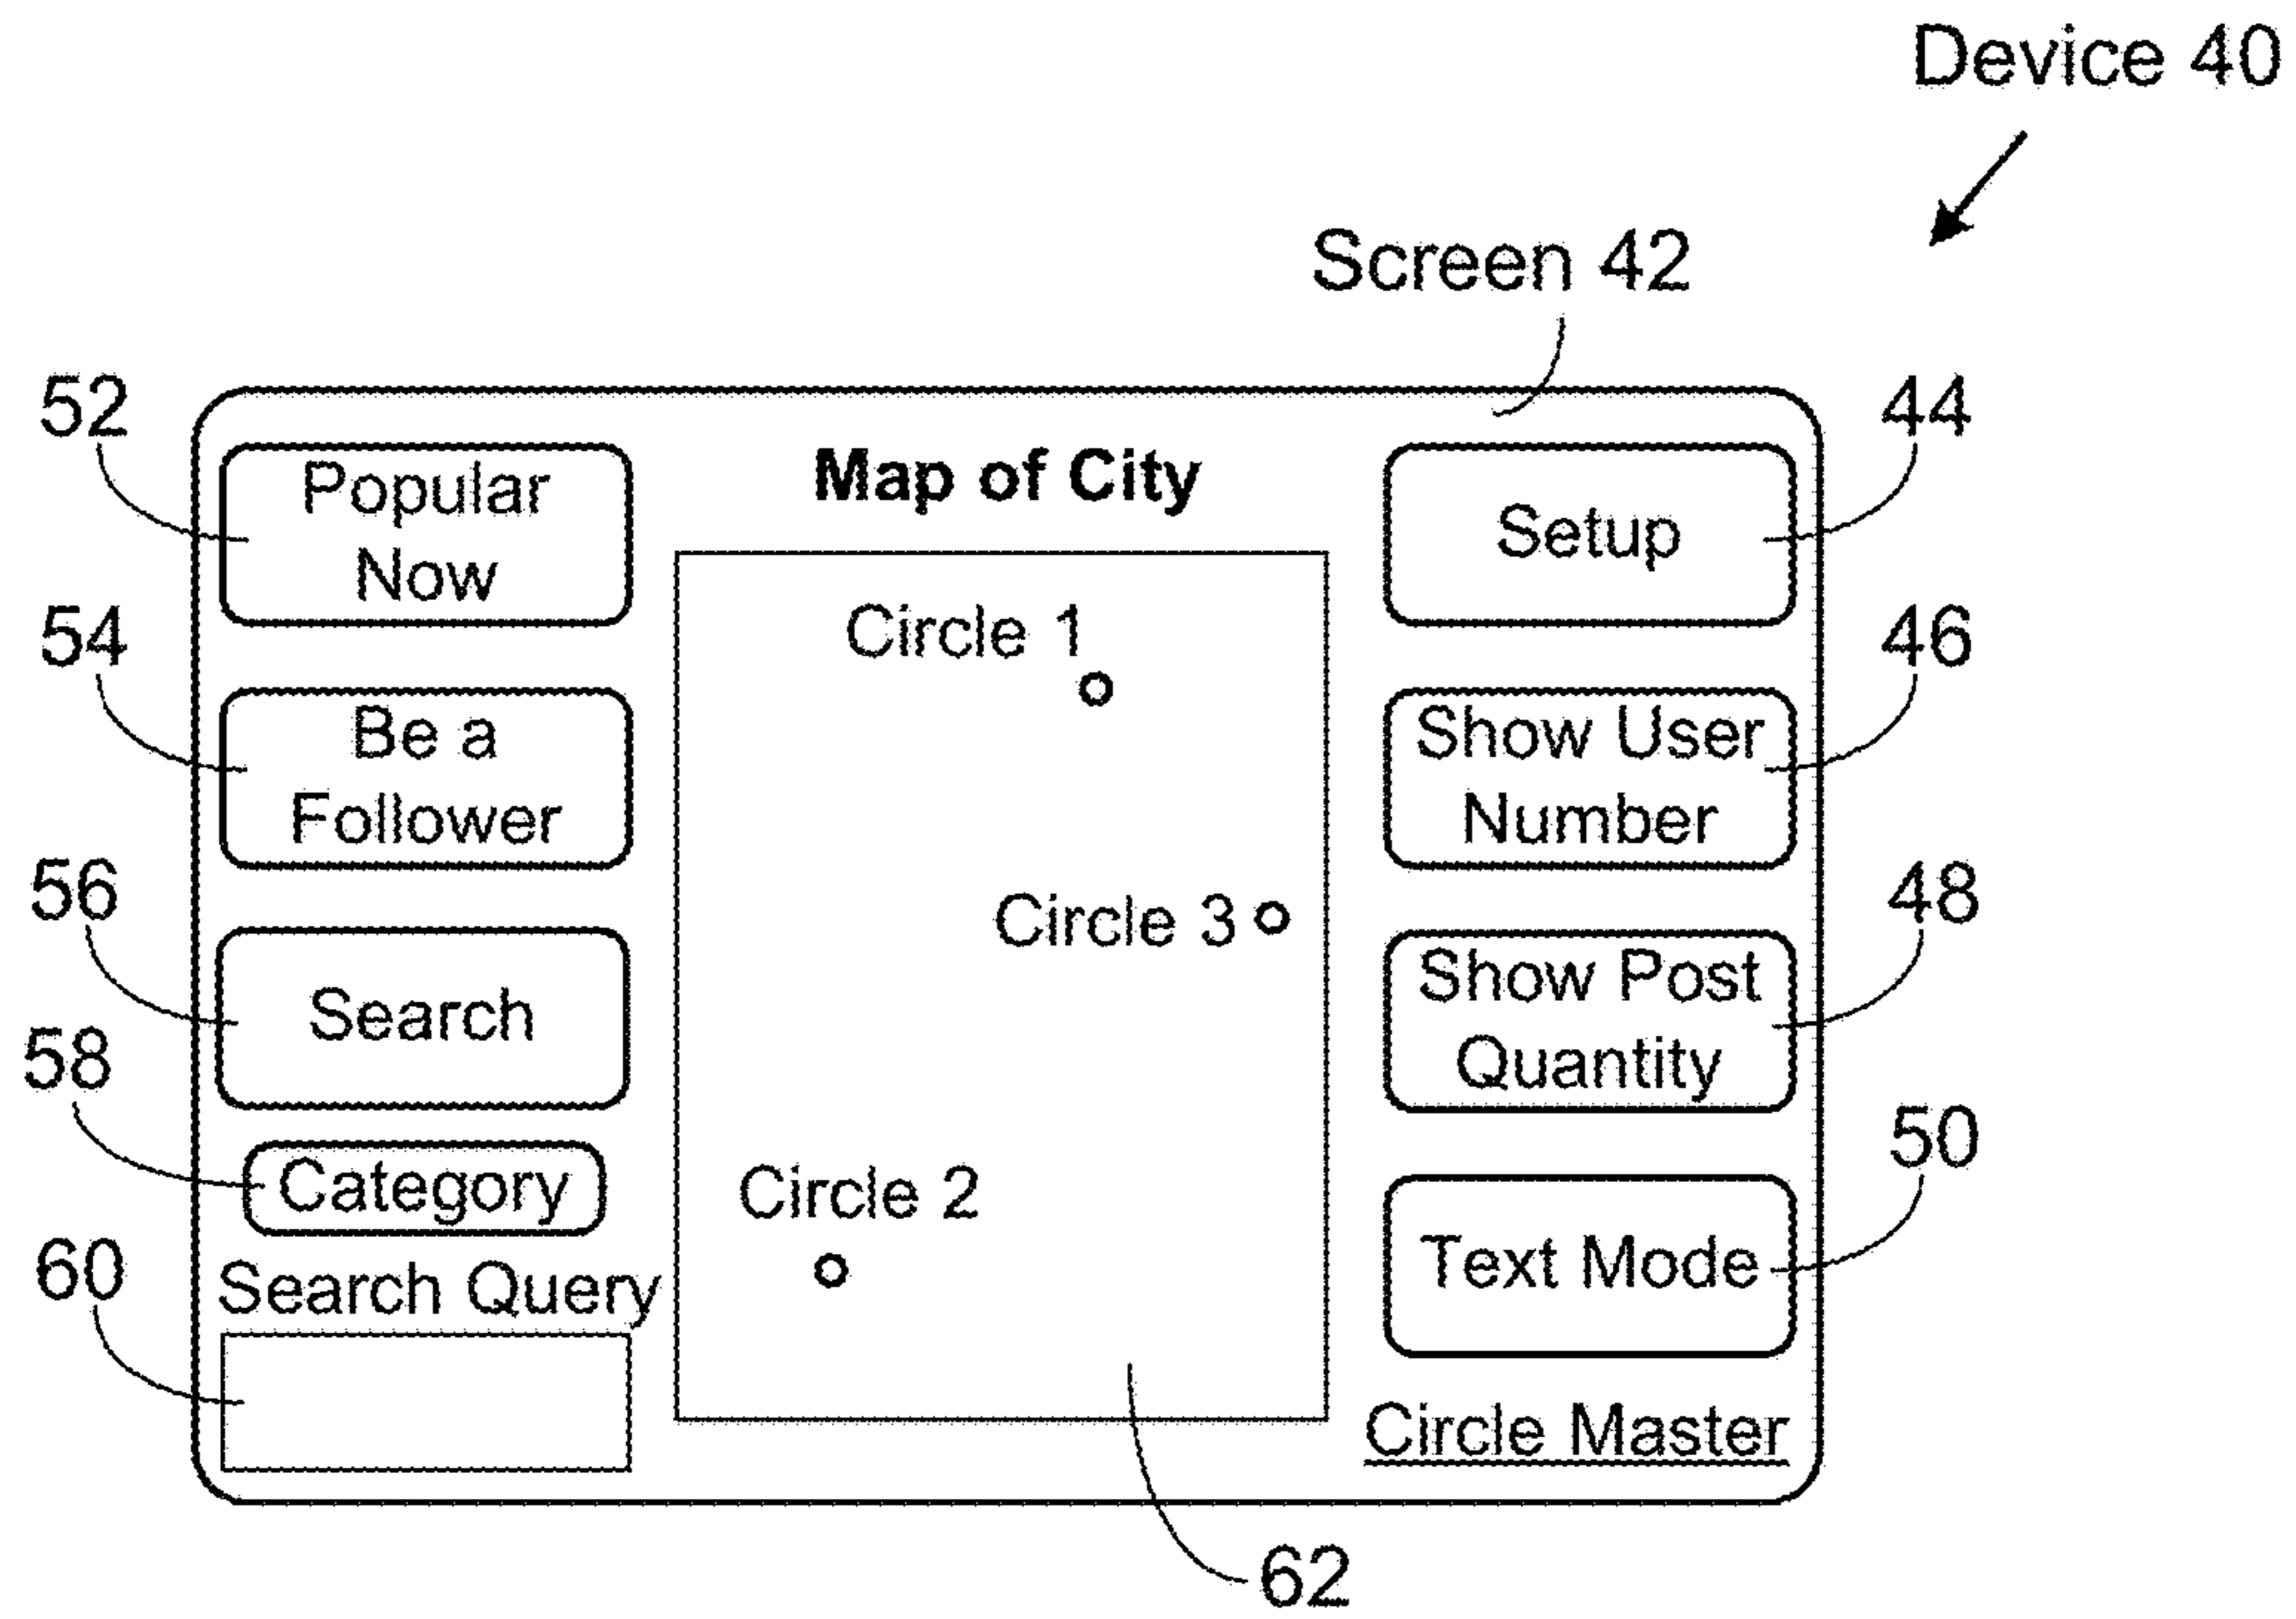 Device 40
Screen 42
52
44
Popular
Now
Map of City
Setup
54
46
Circle 1
Be a
Follower
Show User
Number
56
48
Circle 3
Search
Show Post
Quantity
58
50
Category
Circle 2
Text Mode
60
Search Query
Circle Master
62